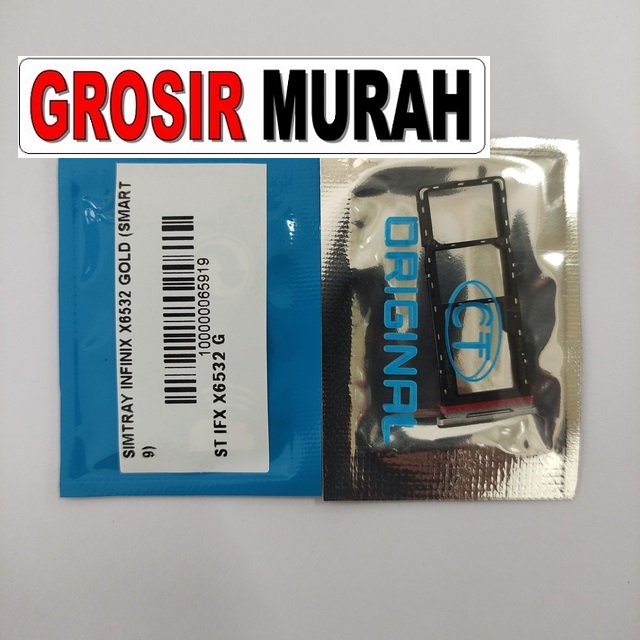 GROSIR MURAH
SIMTRAY INFINIX X6532 GOLD (SMART
9)
100000065919
ST IFX X6532 G
ORIGINAL
CT